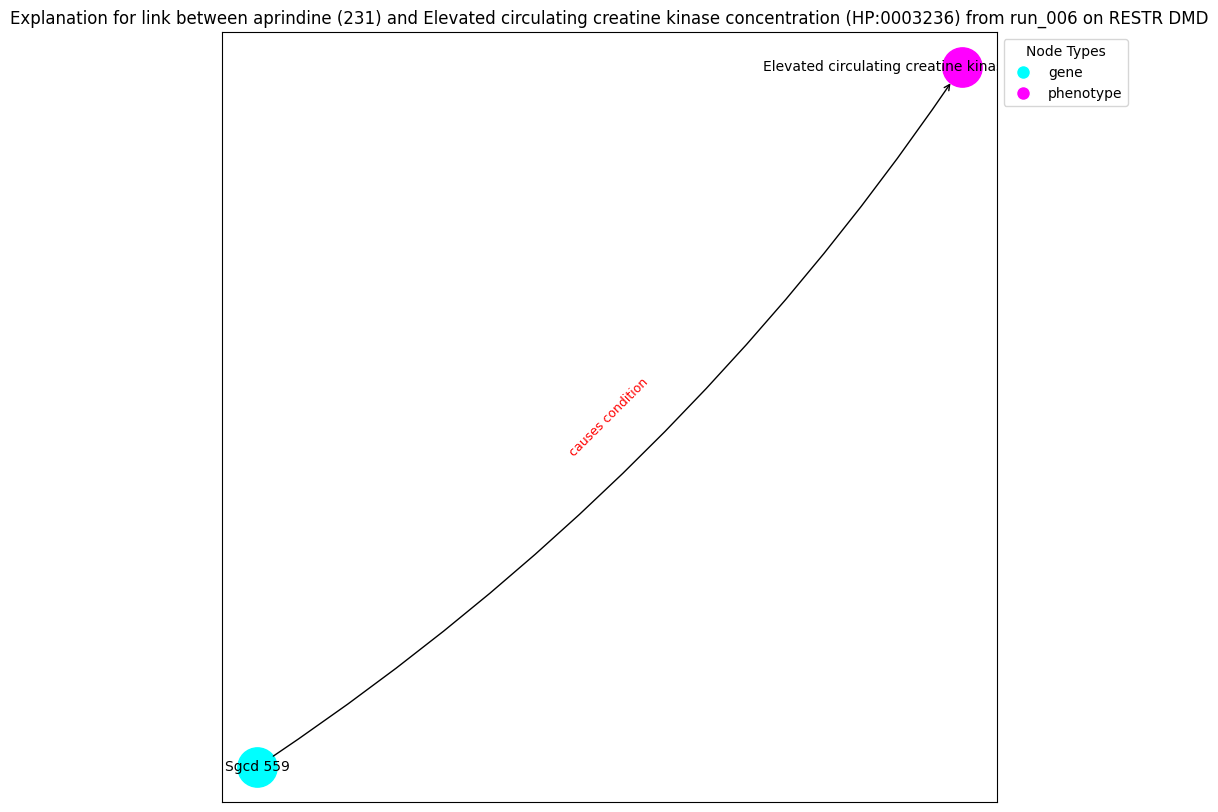 Explanation for link between aprindine (231) and Elevated circulating creatine kinase concentration (HP:0003236) from run_006 on RESTR DMD
Elevated circulating creatine kina
Node Types
gene
phenotype
causes condition
Sgcd 559